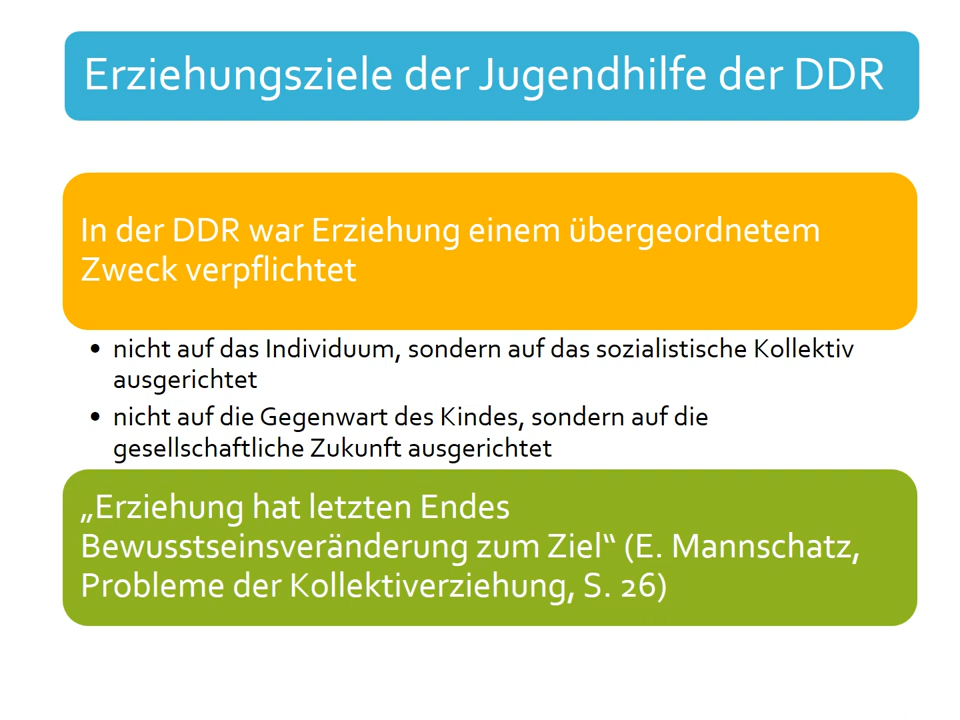 Erziehungsziele der Jugendhilfe der DDR
In der DDR war Erziehung einem übergeordnetem
Zweck verpflichtet
• nicht auf das Individuum, sondern auf das sozialistische Kollektiv
ausgerichtet
• nicht auf die Gegenwart des Kindes, sondern auf die
gesellschaftliche Zukunft ausgerichtet
„Erziehung hat letzten Endes
Bewusstseinsveränderung zum Ziel“ (E. Mannschatz,
Probleme der Kollektiverziehung, S. 26)